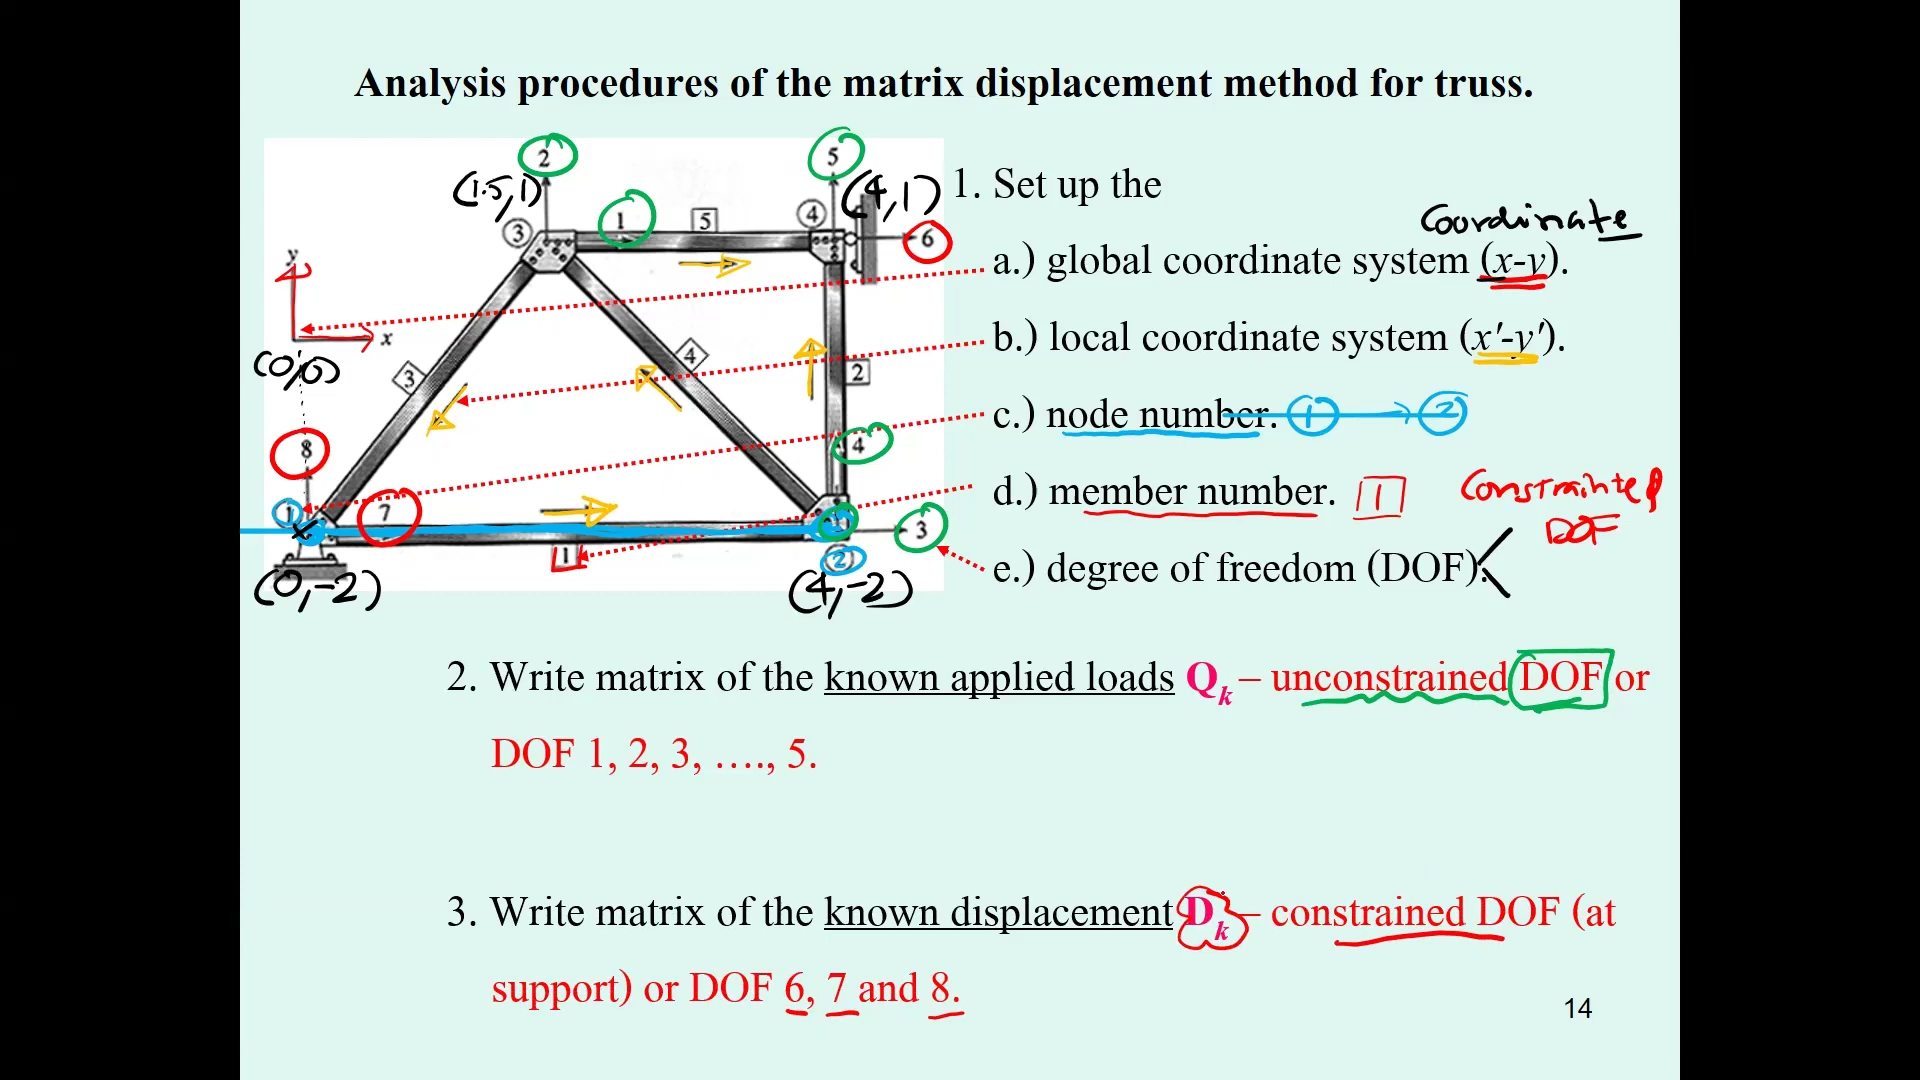 Analysis procedures of the matrix displacement method for truss.
2
5
(1.5,1)
(4,1)
1. Set up the
3
1
5
4
6
Coordinate
y
x
a.) global coordinate system (x-y).
(0,0)
3
4
2
b.) local coordinate system (x'-y').
c.) node number. 1 2
8
4
d.) member number. 1
Constrainted
DOF
1
7
3
1
2
e.) degree of freedom (DOF).
(0,-2)
(4,-2)
2. Write matrix of the known applied loads Qk – unconstrained DOF or
DOF 1, 2, 3, …., 5.
3. Write matrix of the known displacement Dk – constrained DOF (at
support) or DOF 6, 7 and 8.
14